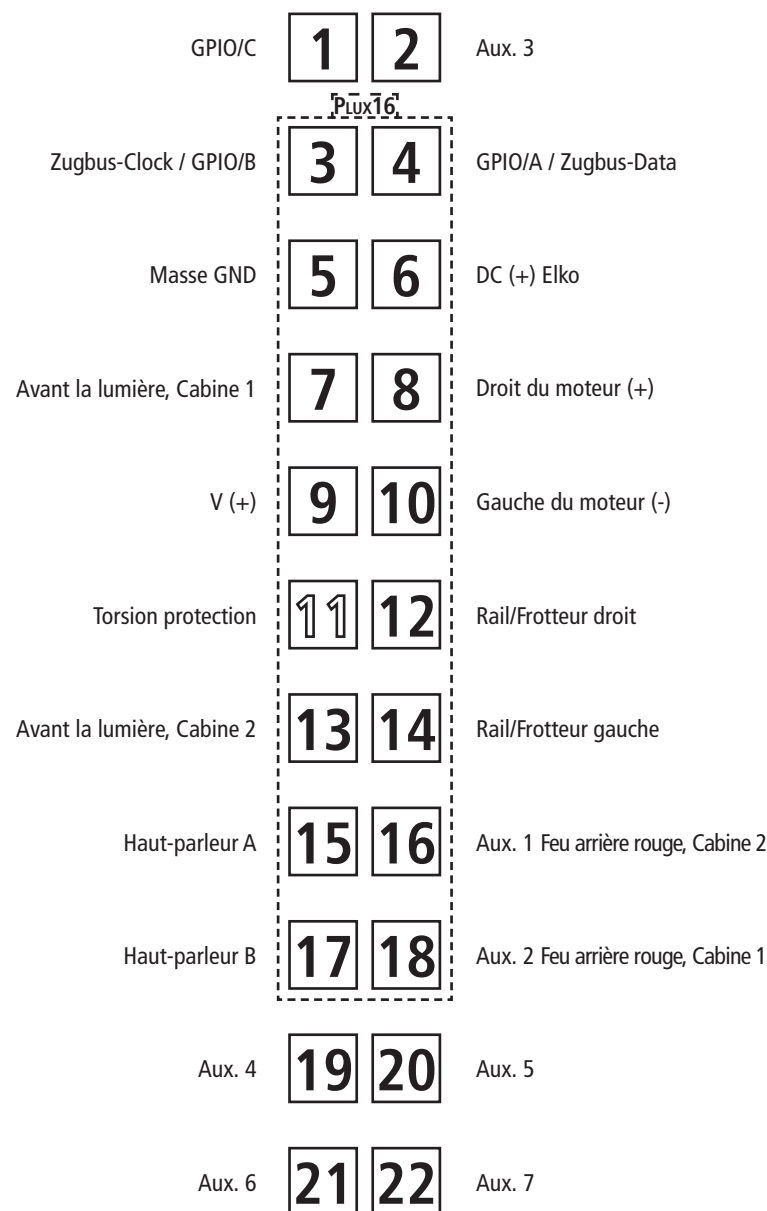 GPIO/C 1 2 Aux. 3
PLUX16
Zugbus-Clock / GPIO/B 3 4 GPIO/A / Zugbus-Data
Masse GND 5 6 DC (+) Elko
Avant la lumière, Cabine 1 7 8 Droit du moteur (+)
V (+) 9 10 Gauche du moteur (-)
Torsion protection 11 12 Rail/Frotteur droit
Avant la lumière, Cabine 2 13 14 Rail/Frotteur gauche
Haut-parleur A 15 16 Aux. 1 Feu arrière rouge, Cabine 2
Haut-parleur B 17 18 Aux. 2 Feu arrière rouge, Cabine 1
Aux. 4 19 20 Aux. 5
Aux. 6 21 22 Aux. 7